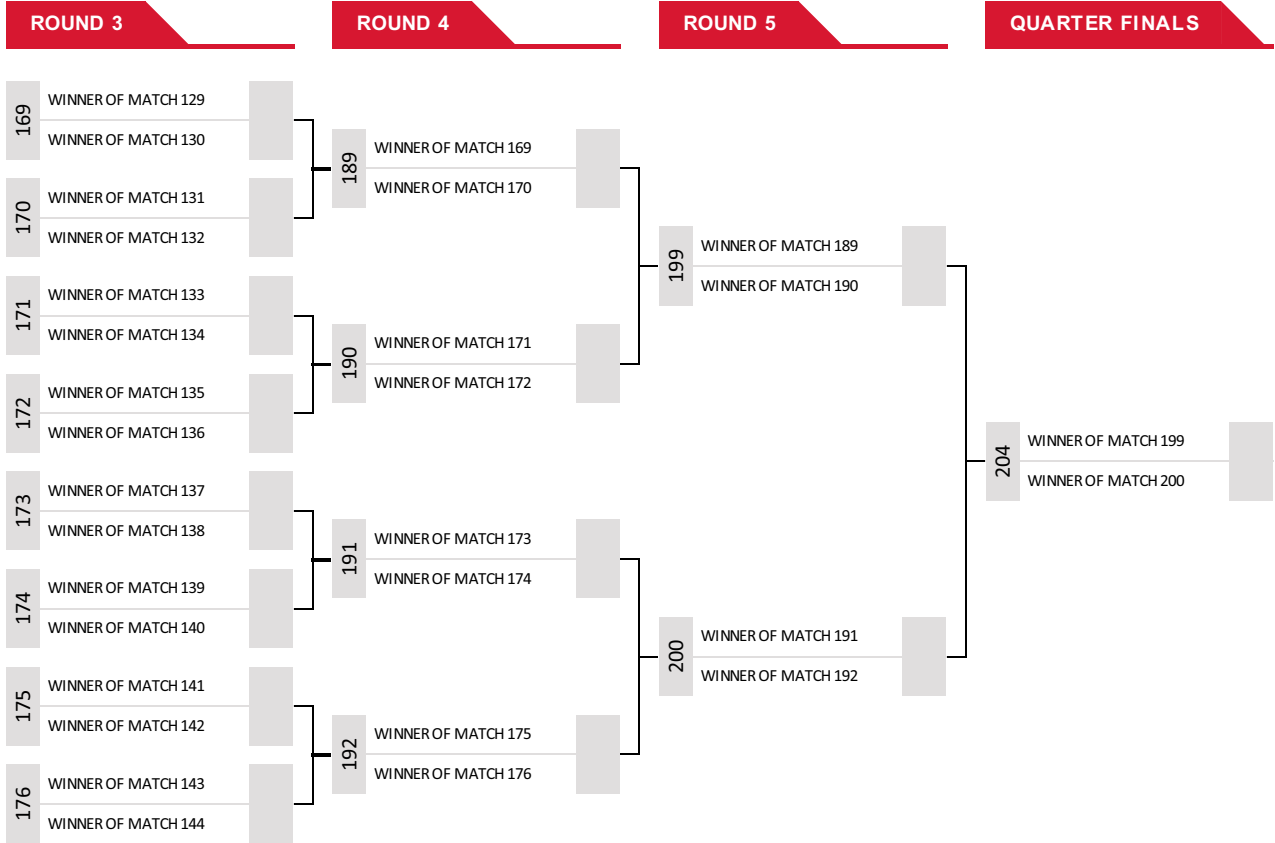 ROUND 3
ROUND 4
ROUND 5
QUARTER FINALS
169
WINNER OF MATCH 129
WINNER OF MATCH 130
170
WINNER OF MATCH 131
WINNER OF MATCH 132
171
WINNER OF MATCH 133
WINNER OF MATCH 134
172
WINNER OF MATCH 135
WINNER OF MATCH 136
173
WINNER OF MATCH 137
WINNER OF MATCH 138
174
WINNER OF MATCH 139
WINNER OF MATCH 140
175
WINNER OF MATCH 141
WINNER OF MATCH 142
176
WINNER OF MATCH 143
WINNER OF MATCH 144
189
WINNER OF MATCH 169
WINNER OF MATCH 170
190
WINNER OF MATCH 171
WINNER OF MATCH 172
191
WINNER OF MATCH 173
WINNER OF MATCH 174
192
WINNER OF MATCH 175
WINNER OF MATCH 176
199
WINNER OF MATCH 189
WINNER OF MATCH 190
200
WINNER OF MATCH 191
WINNER OF MATCH 192
204
WINNER OF MATCH 199
WINNER OF MATCH 200